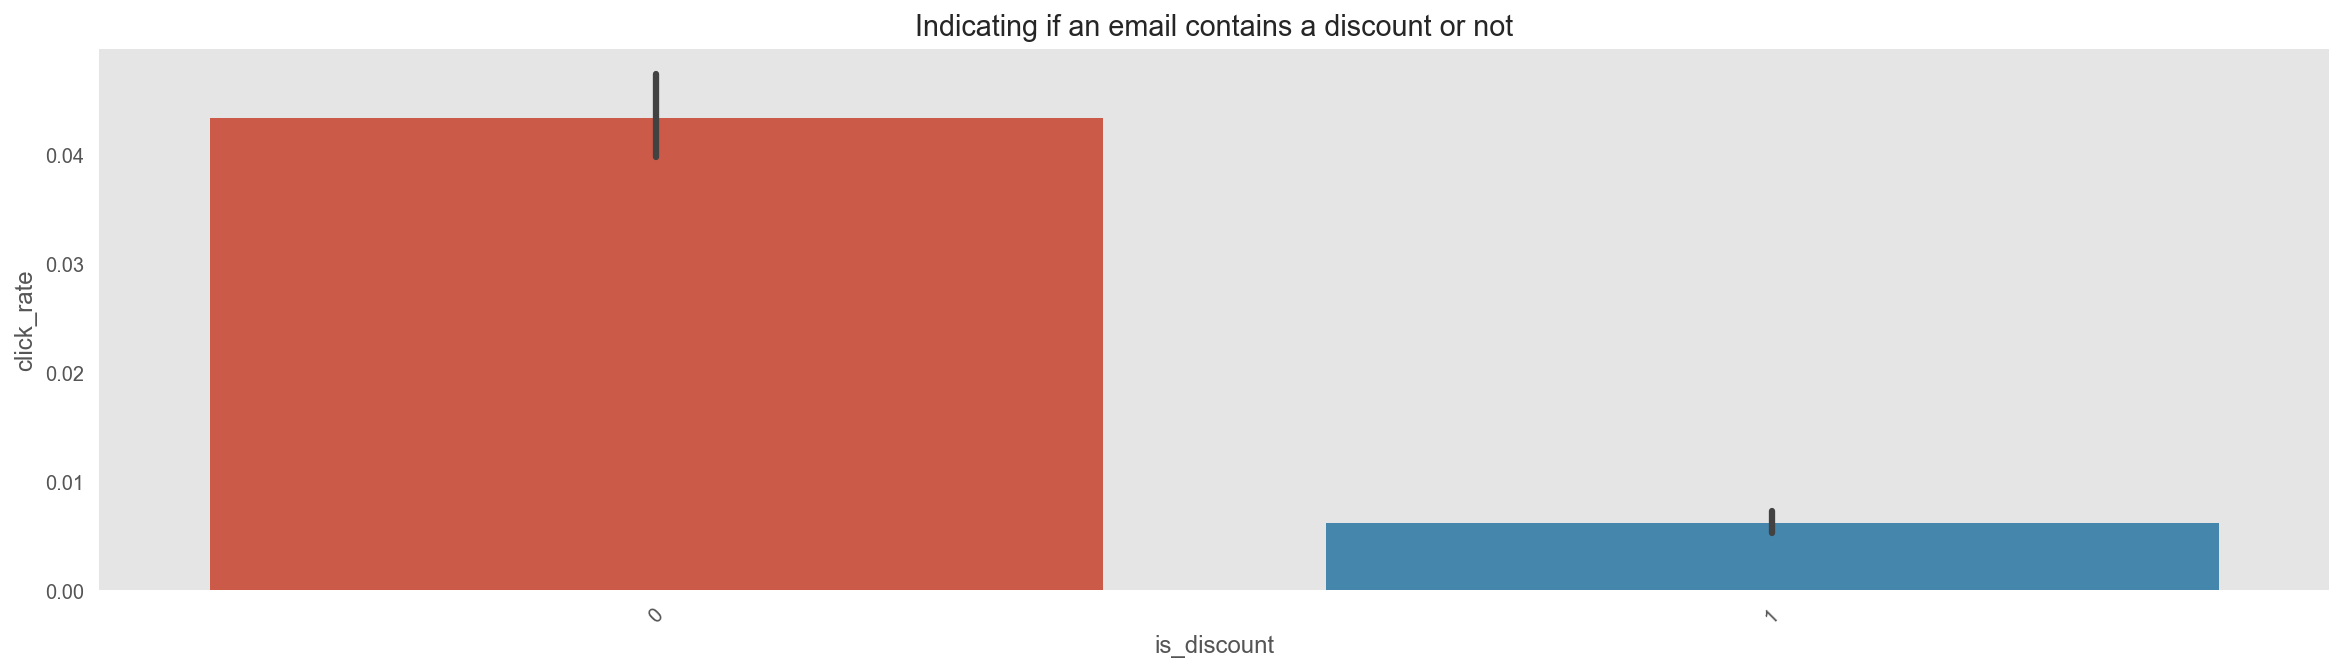 Indicating if an email contains a discount or not
click_rate
0.04
0.03
0.02
0.01
0.00
0
1
is_discount